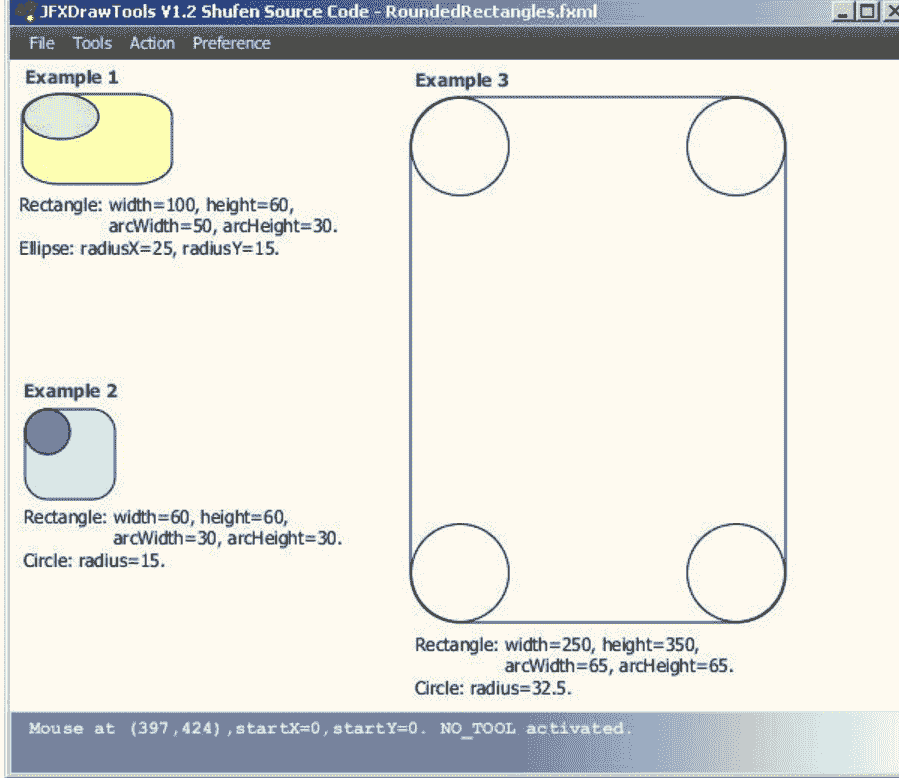 JFXDrawTools V1.2 Shufen Source Code - RoundedRectangles.fxml
File Tools Action Preference
Example 1
Rectangle: width=100, height=60,
arcWidth=50, arcHeight=30.
Ellipse: radiusX=25, radiusY=15.
Example 2
Rectangle: width=60, height=60,
arcWidth=30, arcHeight=30.
Circle: radius=15.
Example 3
Rectangle: width=250, height=350,
arcWidth=65, arcHeight=65.
Circle: radius=32.5.
Mouse at (397,424),startX=0,startY=0. NO_TOOL activated.